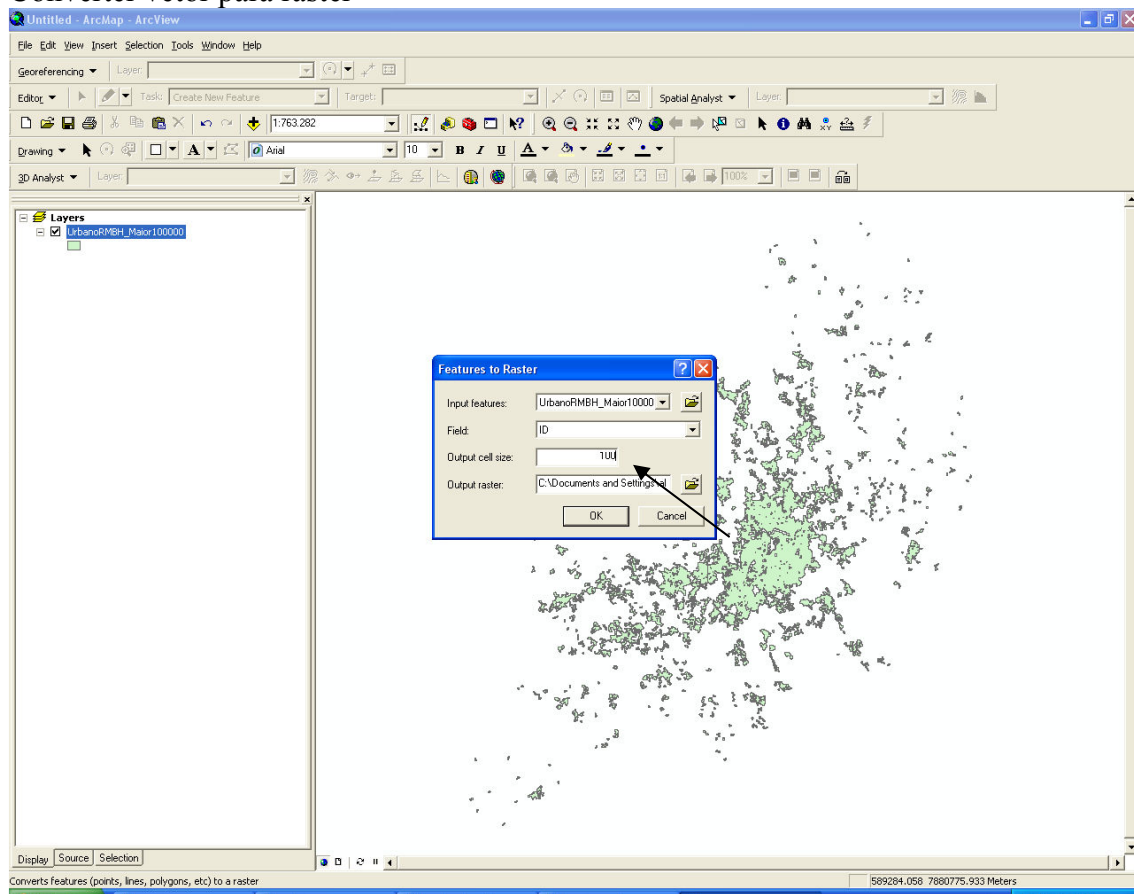 Converter vetor para raster
Untitled - ArcMap - ArcView
File Edit View Insert Selection Tools Window Help
Georeferencing Layer:
Editor Task: Create New Feature Target: Spatial Analyst Layer:
1:763.282
Drawing A Arial 10 B I U A
3D Analyst Layer: 100%
Layers
UrbanoRMBH_Maior100000
Features to Raster
Input features: UrbanoRMBH_Maior10000
Field: ID
Output cell size: 100
Output raster: C:\Documents and Settings\al
OK Cancel
Display Source Selection
Converts features (points, lines, polygons, etc) to a raster
589284.058 7880775.933 Meters